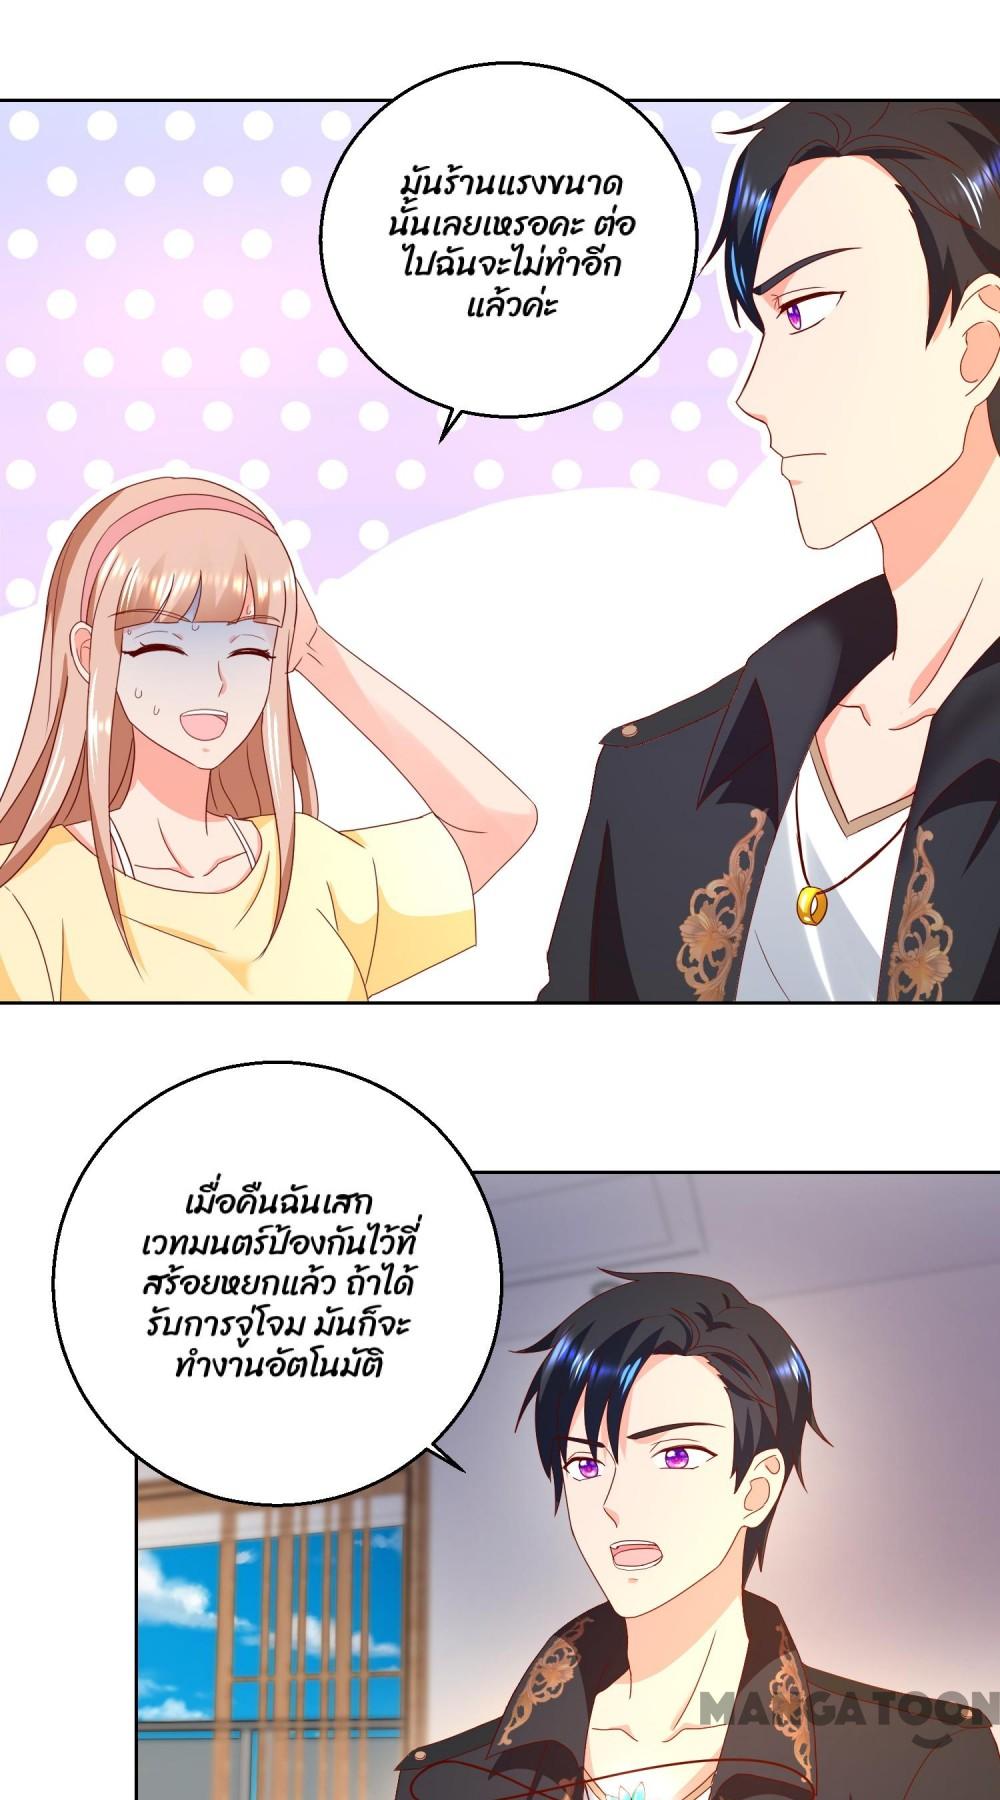 มันร้านแรงขนาด
นั้นเลยเหรอคะ ต่อ
ไปฉันจะไม่ทำอีก
แล้วค่ะ
เมื่อคืนฉันเสก
เวทมนตร์ป้องกันไว้ที่
สร้อยหยกแล้ว ถ้าได้
รับการจู่โจม มันก็จะ
ทำงานอัตโนมัติ
MANGATOON